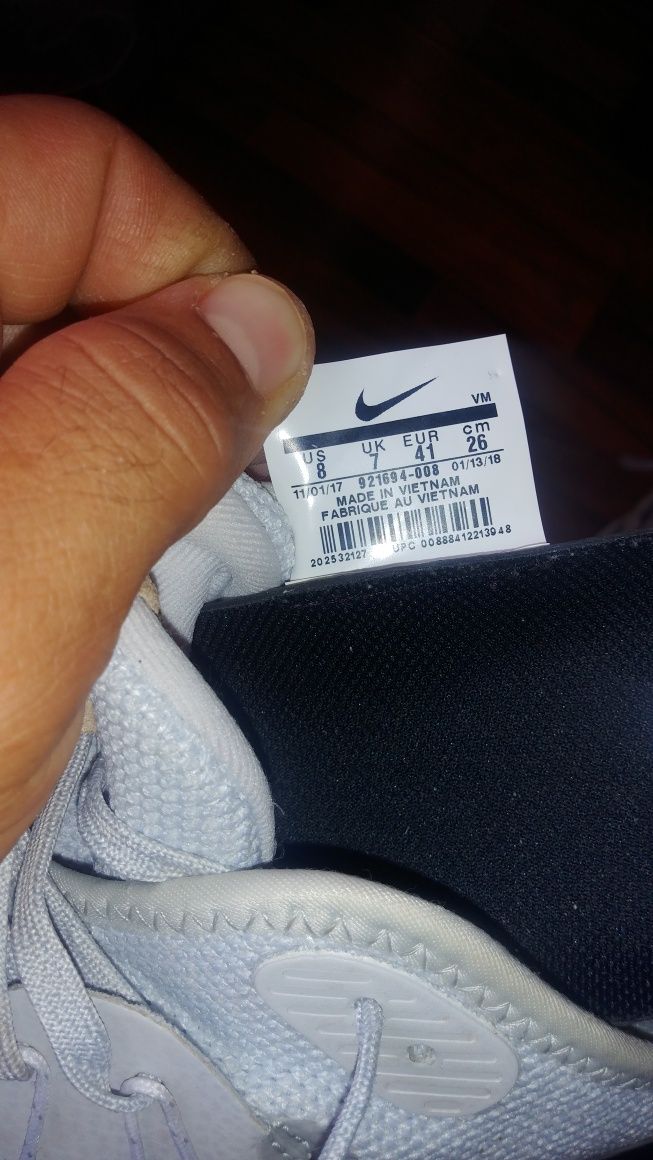 VM
US UK EUR cm
8 7 41 26
11/01/17 921694-008 01/13/18
MADE IN VIETNAM
FABRIQUE AU VIETNAM
UPC 00888412213948